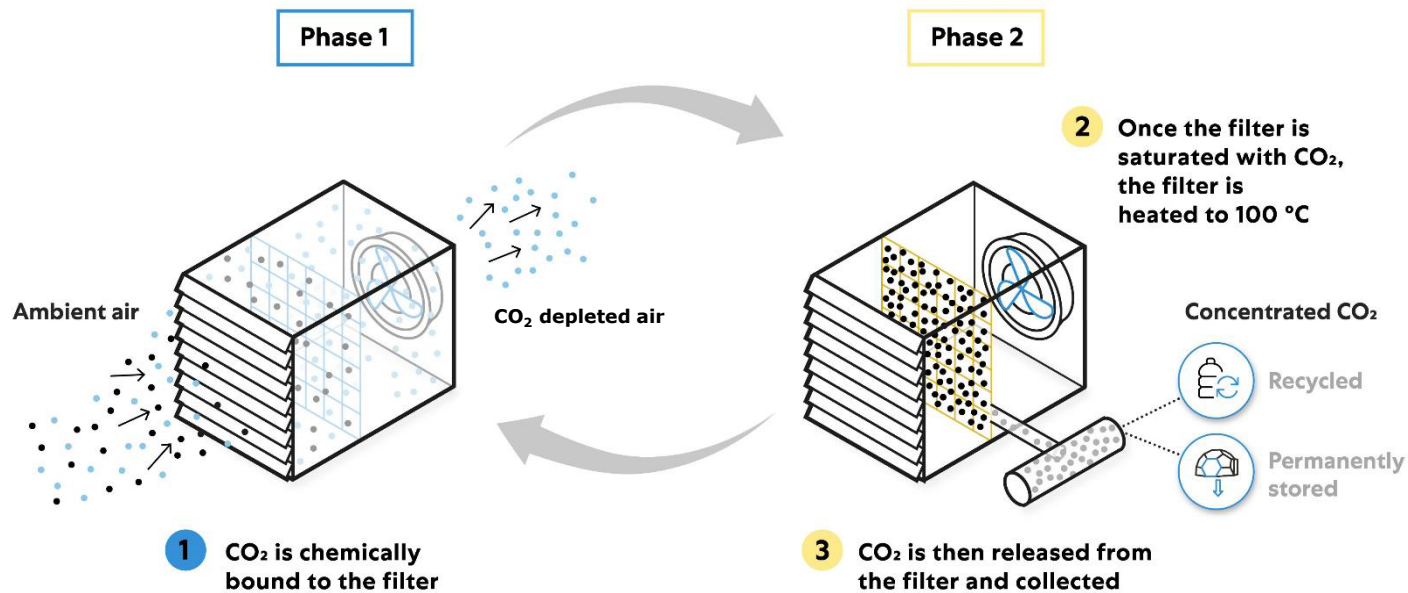 Phase 1
Phase 2
2
Once the filter is
saturated with CO₂,
the filter is
heated to 100 °C
Ambient air
CO₂ depleted air
Concentrated CO₂
Recycled
Permanently
stored
1
CO₂ is chemically
bound to the filter
3
CO₂ is then released from
the filter and collected